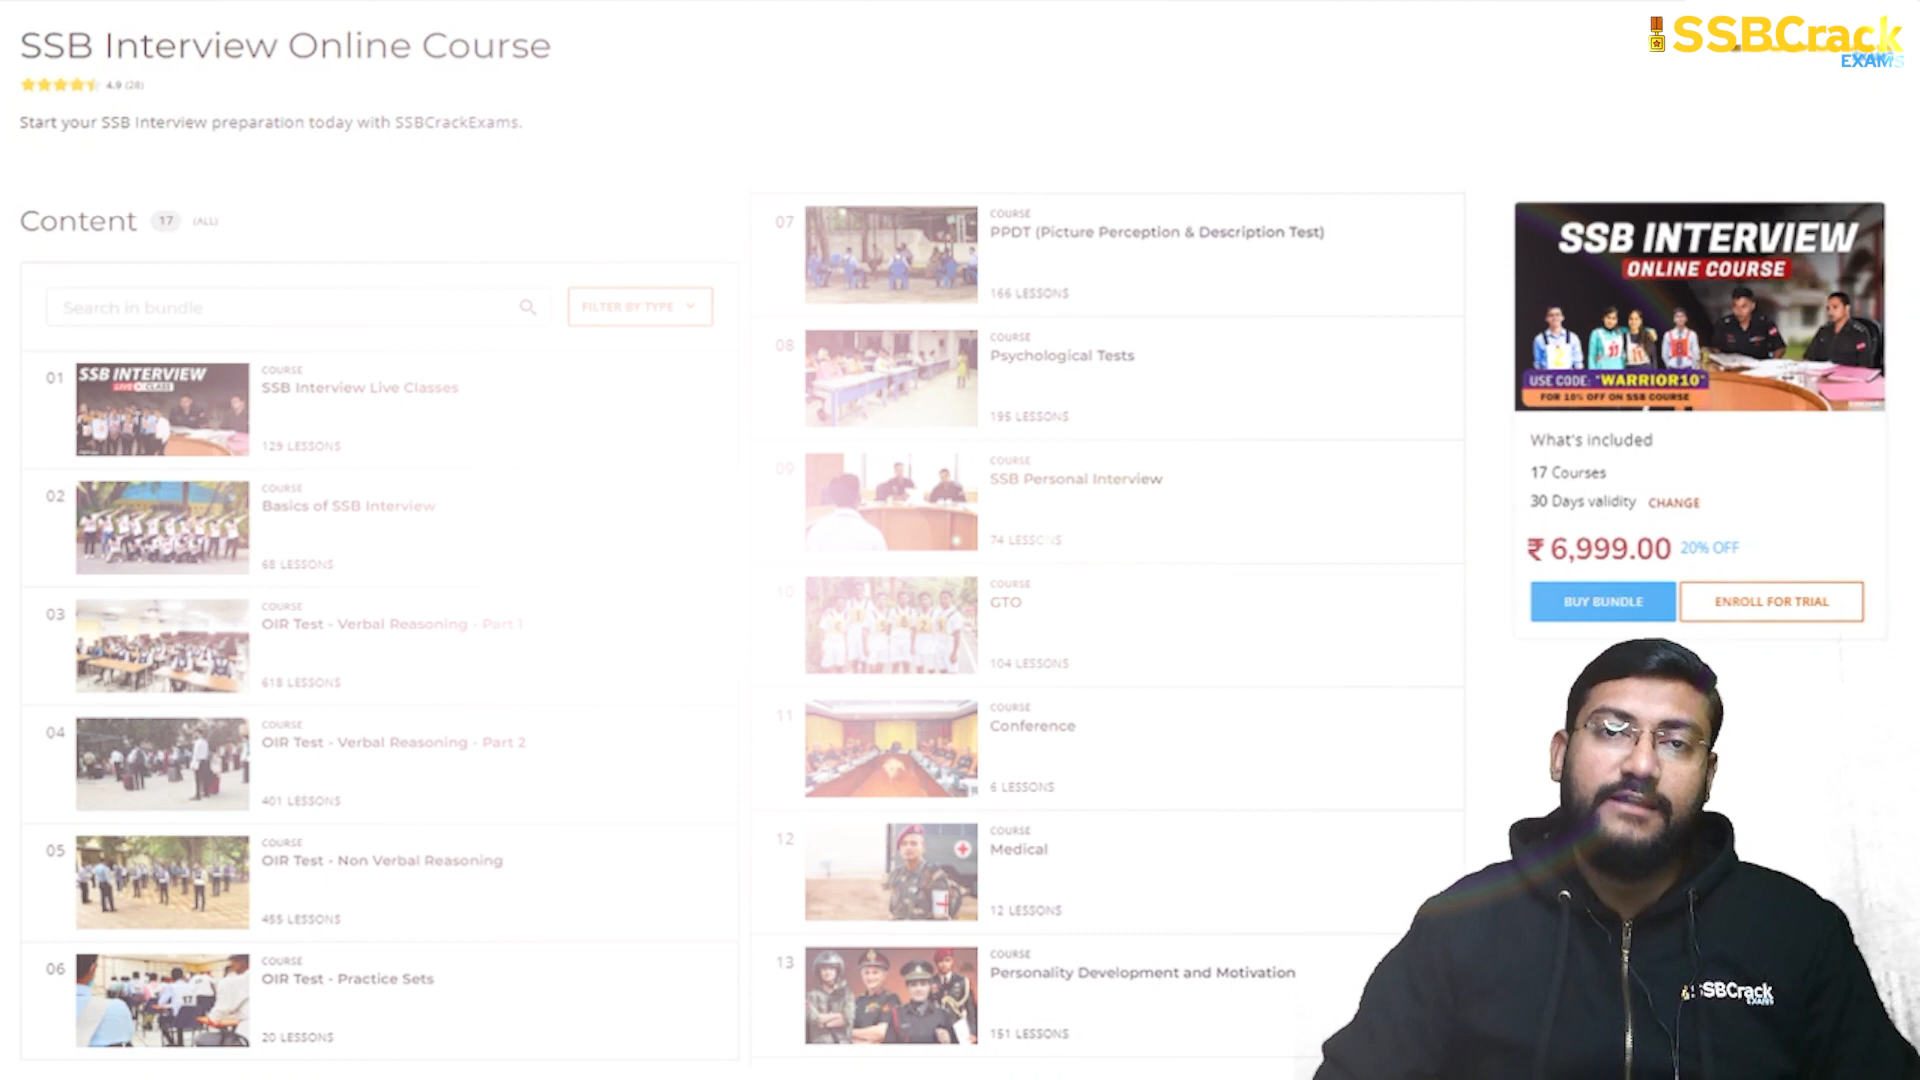 SSB Interview Online Course
4.9 (28)
Start your SSB Interview preparation today with SSBCrackExams.
SSBCrack
EXAMS
Content 17 (ALL)
Search in bundle
FILTER BY TYPE
01
SSB INTERVIEW
LIVE CLASS
COURSE
SSB Interview Live Classes
129 LESSONS
02
COURSE
Basics of SSB Interview
68 LESSONS
03
COURSE
OIR Test - Verbal Reasoning - Part 1
618 LESSONS
04
COURSE
OIR Test - Verbal Reasoning - Part 2
401 LESSONS
05
COURSE
OIR Test - Non Verbal Reasoning
455 LESSONS
06
17
COURSE
OIR Test - Practice Sets
20 LESSONS
07
COURSE
PPDT (Picture Perception & Description Test)
166 LESSONS
08
COURSE
Psychological Tests
195 LESSONS
09
COURSE
SSB Personal Interview
74 LESSONS
10
COURSE
GTO
104 LESSONS
11
COURSE
Conference
6 LESSONS
12
COURSE
Medical
12 LESSONS
13
COURSE
Personality Development and Motivation
151 LESSONS
SSB INTERVIEW
ONLINE COURSE
USE CODE: "WARRIOR10"
FOR 10% OFF ON SSB COURSE
What's included
17 Courses
30 Days validity CHANGE
₹ 6,999.00 20% OFF
BUY BUNDLE
ENROLL FOR TRIAL
SSBCrack
EXAMS